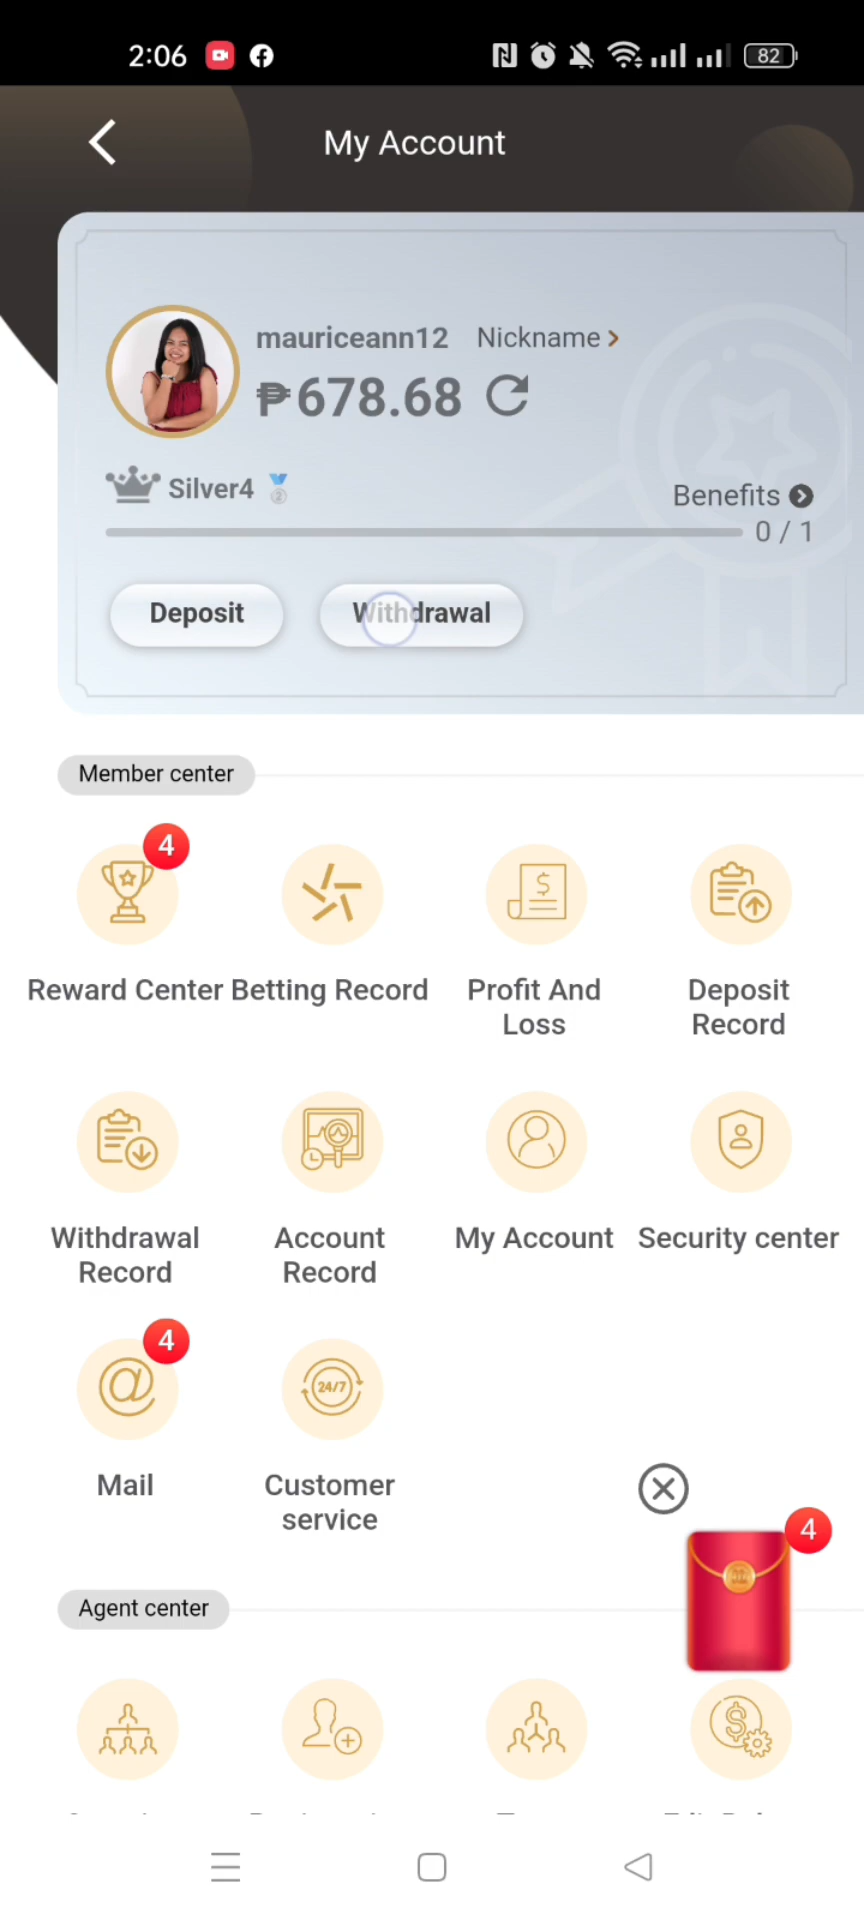 2:06
82
My Account
mauriceann12 Nickname
₱678.68
Silver4
Benefits
0 / 1
Deposit Withdrawal
Member center
4
Reward Center Betting Record Profit And Loss Deposit Record
Withdrawal Record Account Record My Account Security center
4
24/7
Mail Customer service
4
Agent center